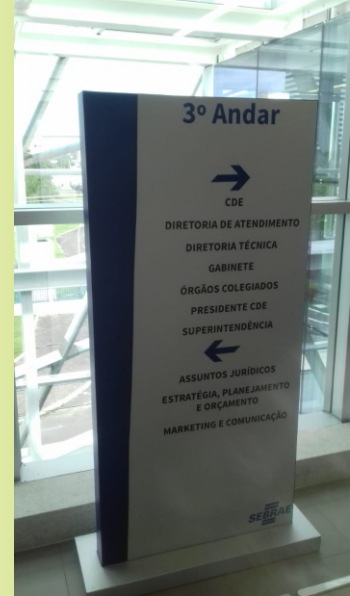 3º Andar
CDE
DIRETORIA DE ATENDIMENTO
DIRETORIA TÉCNICA
GABINETE
ÓRGÃOS COLEGIADOS
PRESIDENTE CDE
SUPERINTENDÊNCIA
ASSUNTOS JURÍDICOS
ESTRATÉGIA, PLANEJAMENTO
E ORÇAMENTO
MARKETING E COMUNICAÇÃO
SEBRAE